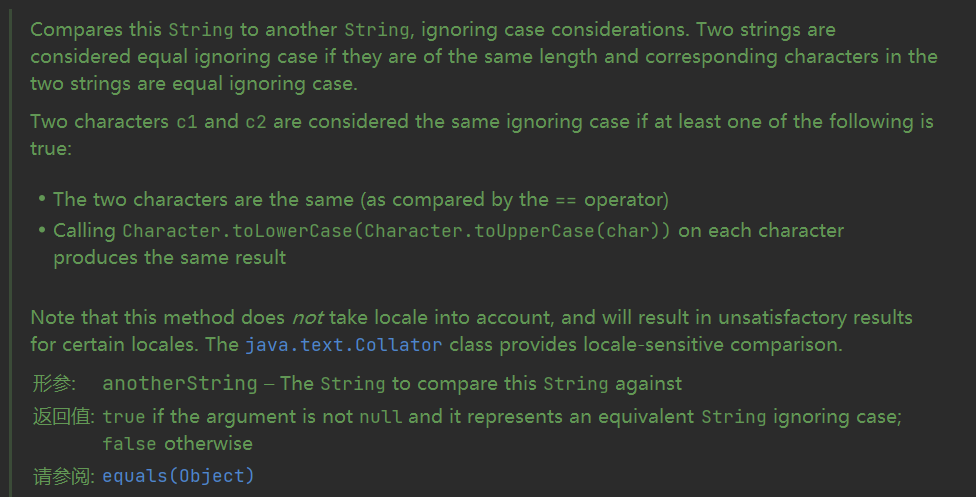 Compares this String to another String, ignoring case considerations. Two strings are
considered equal ignoring case if they are of the same length and corresponding characters in the
two strings are equal ignoring case.
Two characters c1 and c2 are considered the same ignoring case if at least one of the following is
true:
• The two characters are the same (as compared by the == operator)
• Calling Character.toLowerCase(Character.toUpperCase(char)) on each character
produces the same result
Note that this method does not take locale into account, and will result in unsatisfactory results
for certain locales. The java.text.Collator class provides locale-sensitive comparison.
形参: anotherString – The String to compare this String against
返回值: true if the argument is not null and it represents an equivalent String ignoring case;
false otherwise
请参阅: equals(Object)